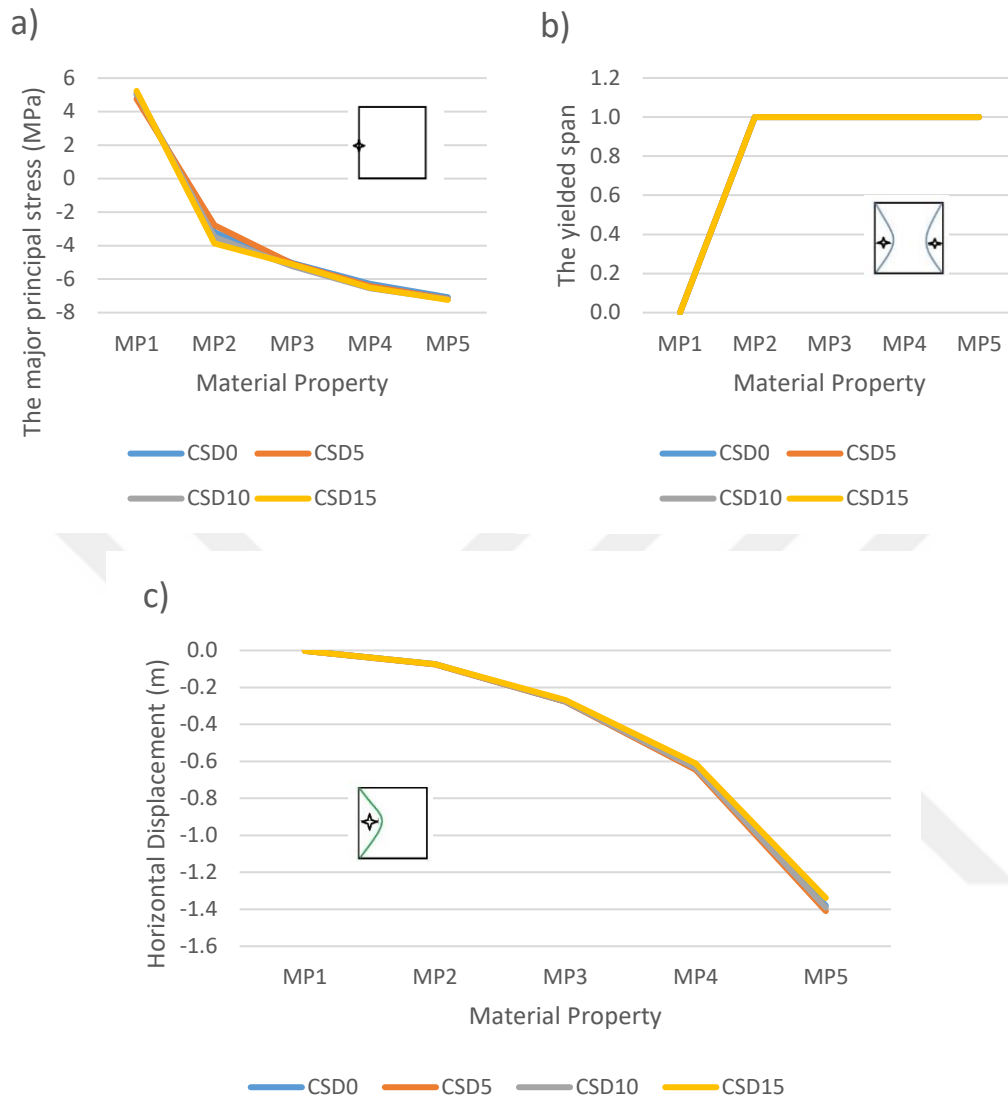 a)
The major principal stress (MPa)
6
4
2
0
-2
-4
-6
-8
MP1 MP2 MP3 MP4 MP5
Material Property
CSD0 CSD5
CSD10 CSD15
b)
The yielded span
1.2
1.0
0.8
0.6
0.4
0.2
0.0
MP1 MP2 MP3 MP4 MP5
Material Property
CSD0 CSD5
CSD10 CSD15
c)
Horizontal Displacement (m)
0.0
-0.2
-0.4
-0.6
-0.8
-1.0
-1.2
-1.4
-1.6
MP1 MP2 MP3 MP4 MP5
Material Property
CSD0 CSD5 CSD10 CSD15